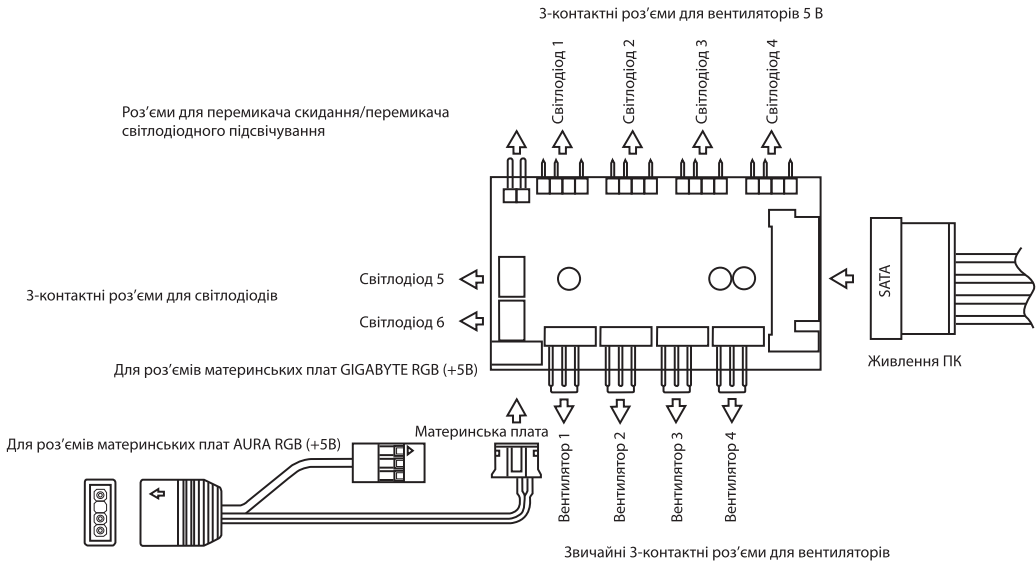 3-контактні роз’єми для вентиляторів 5 В
Світлодіод 1
Світлодіод 2
Світлодіод 3
Світлодіод 4
Роз’єми для перемикача скидання/перемикача
світлодіодного підсвічування
Світлодіод 5
3-контактні роз’єми для світлодіодів
Світлодіод 6
SATA
Живлення ПК
Для роз’ємів материнських плат GIGABYTE RGB (+5В)
Материнська плата
Для роз’ємів материнських плат AURA RGB (+5В)
Вентилятор 1
Вентилятор 2
Вентилятор 3
Вентилятор 4
Звичайні 3-контактні роз’єми для вентиляторів